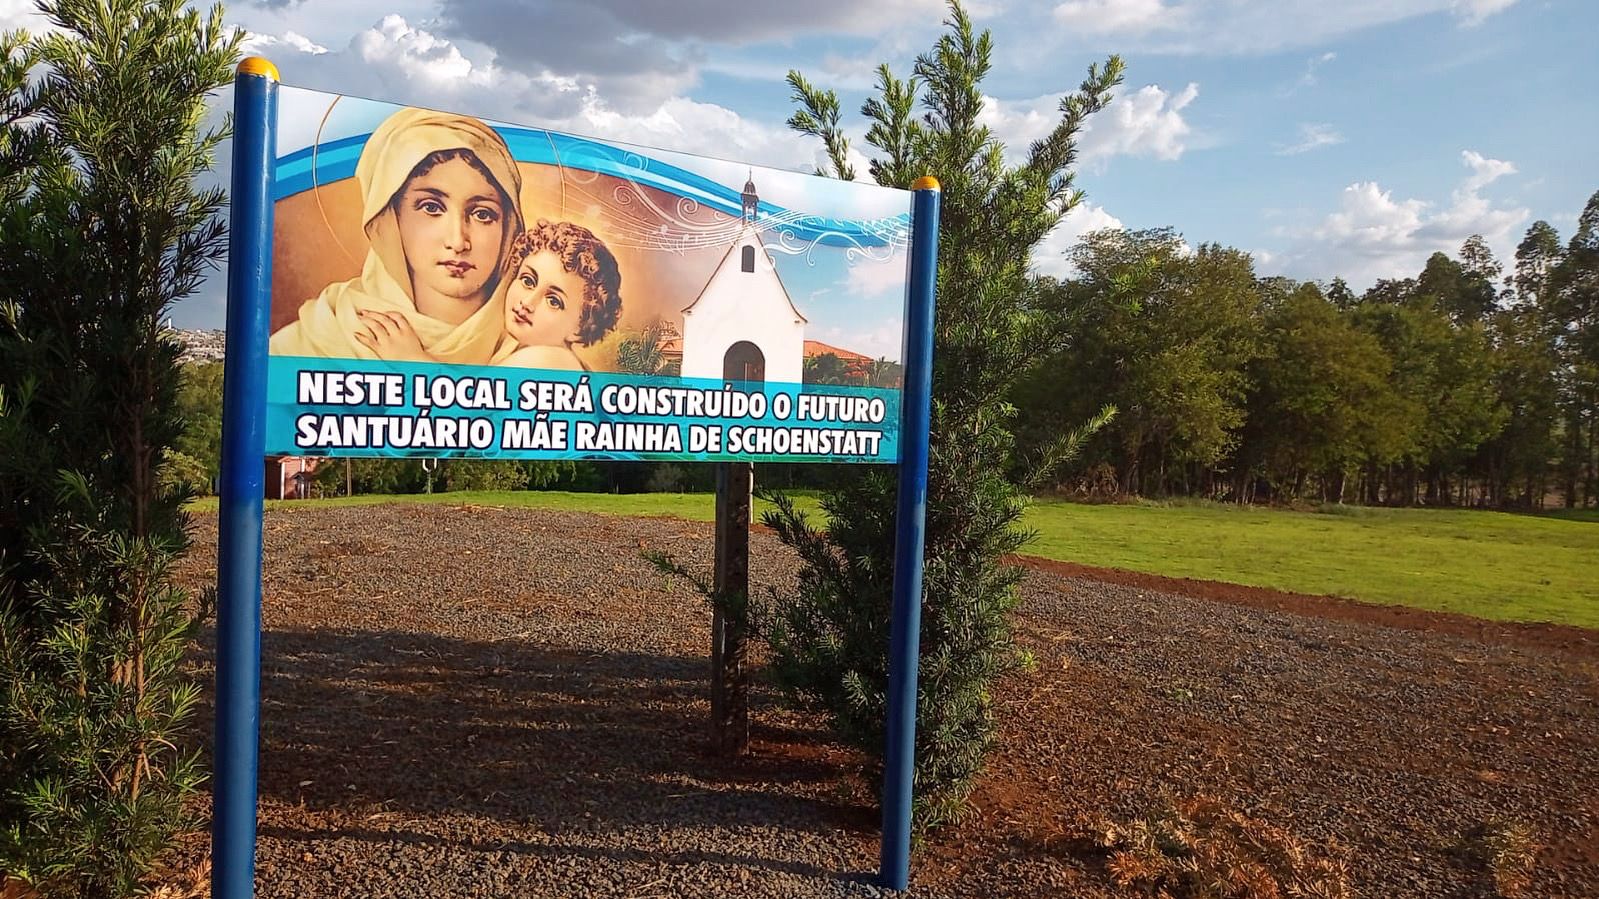 NESTE LOCAL SERÁ CONSTRUÍDO O FUTURO
SANTUÁRIO MÃE RAINHA DE SCHOENSTATT